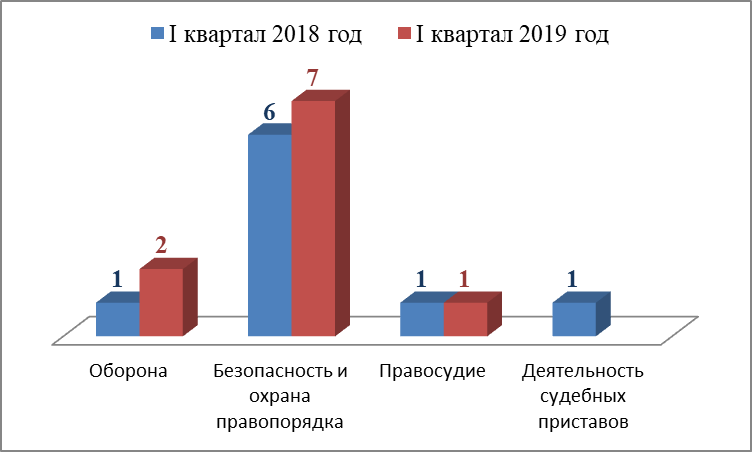 I квартал 2018 год I квартал 2019 год
1 2 6 7 1 1 1
Оборона Безопасность и Правосудие Деятельность
охрана судебных
правопорядка приставов